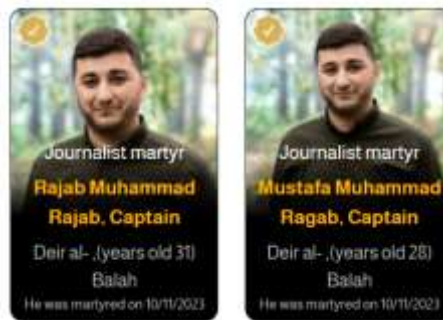 Journalist martyr
Rajab Muhammad
Rajab, Captain
Deir al- ,(years old 31)
Balah
He was martyred on 10/11/2023
Journalist martyr
Mustafa Muhammad
Ragab, Captain
Deir al- ,(years old 28)
Balah
He was martyred on 10/11/2023